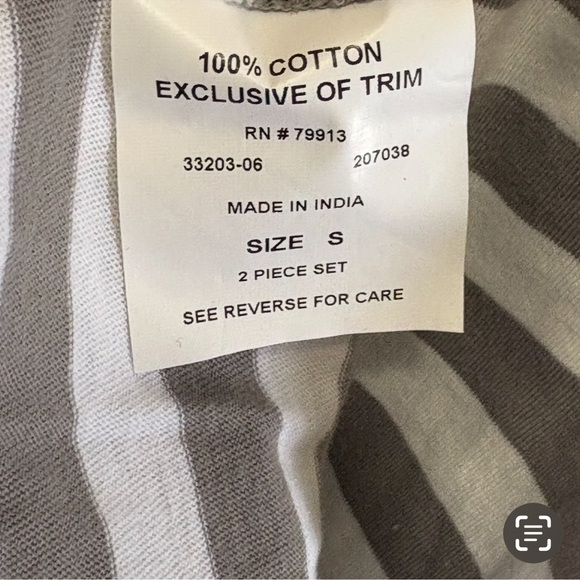 100% COTTON
EXCLUSIVE OF TRIM
RN # 79913
33203-06 207038
MADE IN INDIA
SIZE S
2 PIECE SET
SEE REVERSE FOR CARE